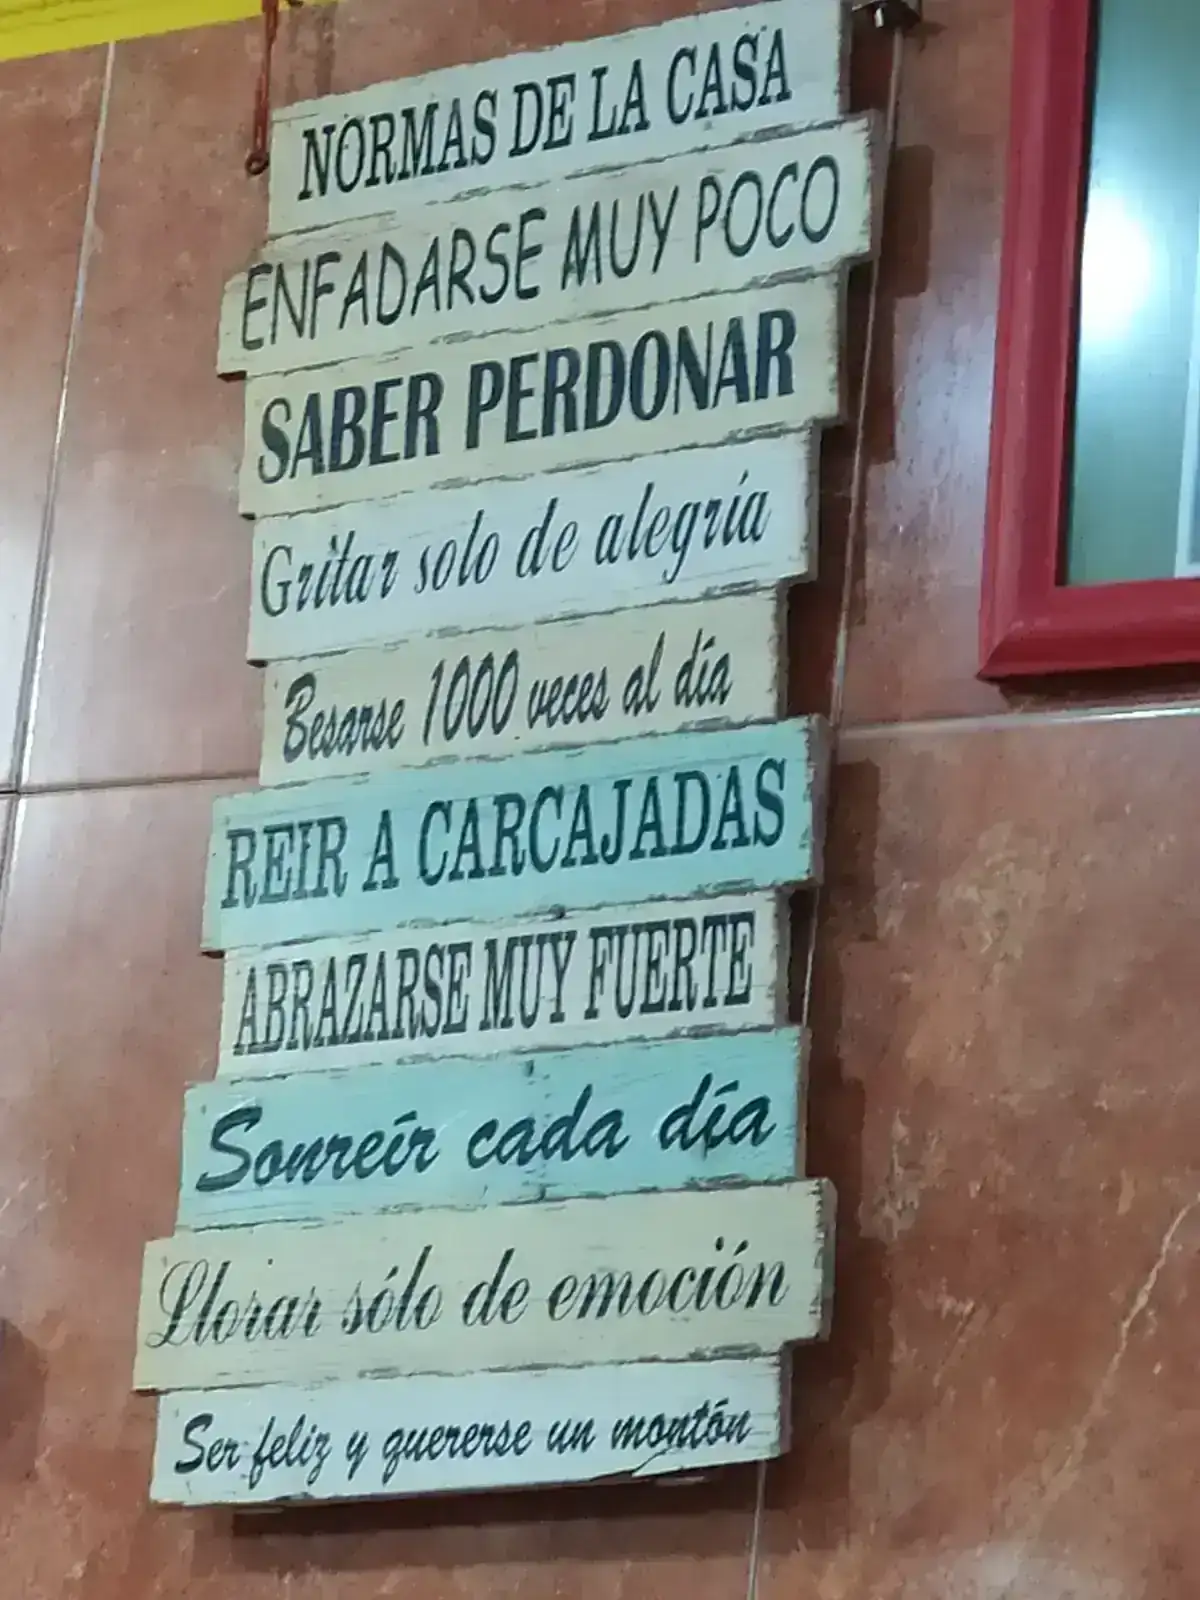 NORMAS DE LA CASA
ENFADARSE MUY POCO
SABER PERDONAR
Gritar solo de alegría
Besarse 1000 veces al día
REIR A CARCAJADAS
ABRAZARSE MUY FUERTE
Sonreír cada día
Llorar sólo de emoción
Ser feliz y quererse un montón